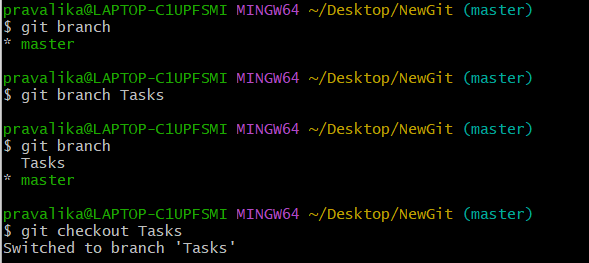 pravalika@LAPTOP-C1UPFSMI MINGW64 ~/Desktop/NewGit (master)
$ git branch
* master
pravalika@LAPTOP-C1UPFSMI MINGW64 ~/Desktop/NewGit (master)
$ git branch Tasks
pravalika@LAPTOP-C1UPFSMI MINGW64 ~/Desktop/NewGit (master)
$ git branch
  Tasks
* master
pravalika@LAPTOP-C1UPFSMI MINGW64 ~/Desktop/NewGit (master)
$ git checkout Tasks
Switched to branch 'Tasks'